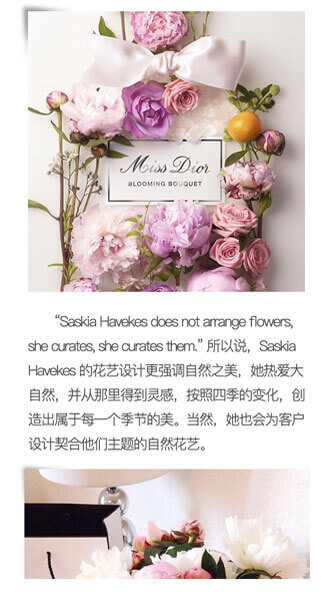 Miss Dior
BLOOMING BOUQUET
“Saskia Havekes does not arrange flowers,
she curates, she curates them.” 所以说，Saskia
Havekes 的花艺设计更强调自然之美，她热爱大
自然，并从那里得到灵感，按照四季的变化，创
造出属于每一个季节的美。当然，她也会为客户
设计契合他们主题的自然花艺。